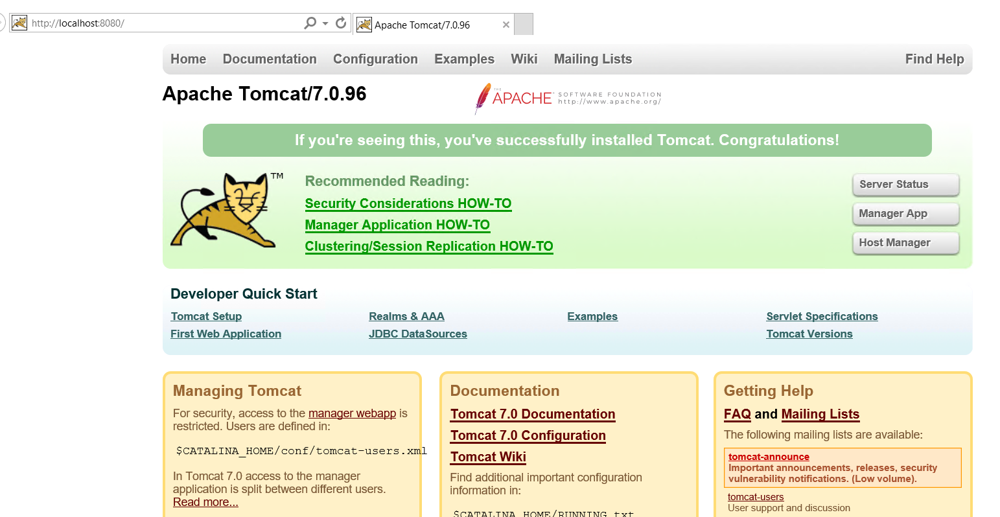 http://localhost:8080/
Apache Tomcat/7.0.96
Home Documentation Configuration Examples Wiki Mailing Lists Find Help
Apache Tomcat/7.0.96
THE
APACHE® SOFTWARE FOUNDATION
http://www.apache.org/
If you're seeing this, you've successfully installed Tomcat. Congratulations!
TM
Recommended Reading:
Security Considerations HOW-TO
Manager Application HOW-TO
Clustering/Session Replication HOW-TO
Server Status
Manager App
Host Manager
Developer Quick Start
Tomcat Setup
First Web Application
Realms & AAA
JDBC DataSources
Examples
Servlet Specifications
Tomcat Versions
Managing Tomcat
For security, access to the manager webapp is
restricted. Users are defined in:
$CATALINA_HOME/conf/tomcat-users.xml
In Tomcat 7.0 access to the manager
application is split between different users.
Read more...
Documentation
Tomcat 7.0 Documentation
Tomcat 7.0 Configuration
Tomcat Wiki
Find additional important configuration
information in:
$CATALINA_HOME/RUNNING.txt
Getting Help
FAQ and Mailing Lists
The following mailing lists are available:
tomcat-announce
Important announcements, releases, security
vulnerability notifications. (Low volume).
tomcat-users
User support and discussion